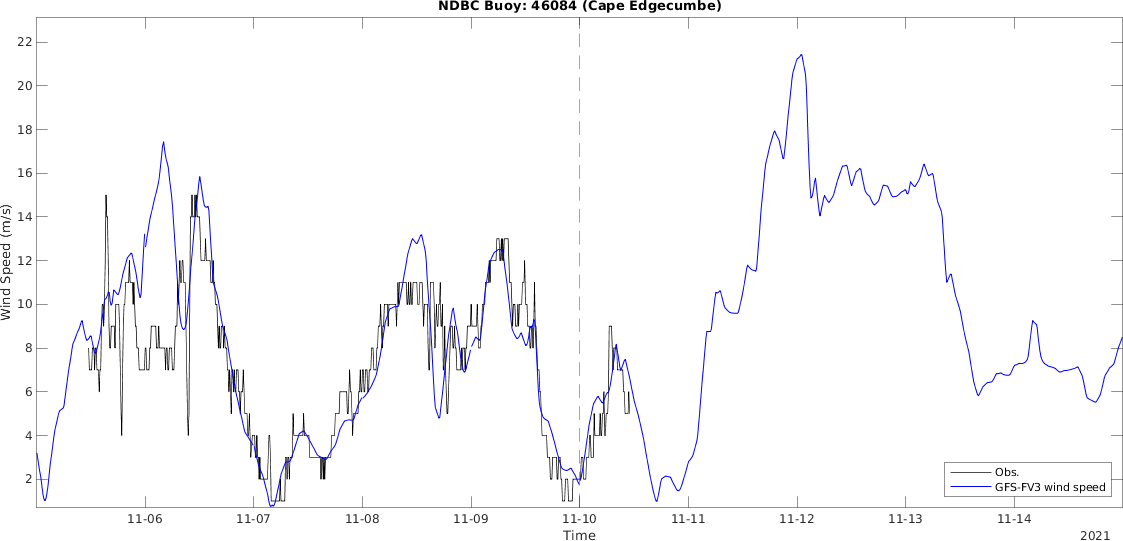 NDBC Buoy: 46084 (Cape Edgecumbe)
22
20
18
16
14
12
10
8
6
4
2
Wind Speed (m/s)
Obs.
GFS-FV3 wind speed
11-06 11-07 11-08 11-09 11-10 11-11 11-12 11-13 11-14
Time
2021